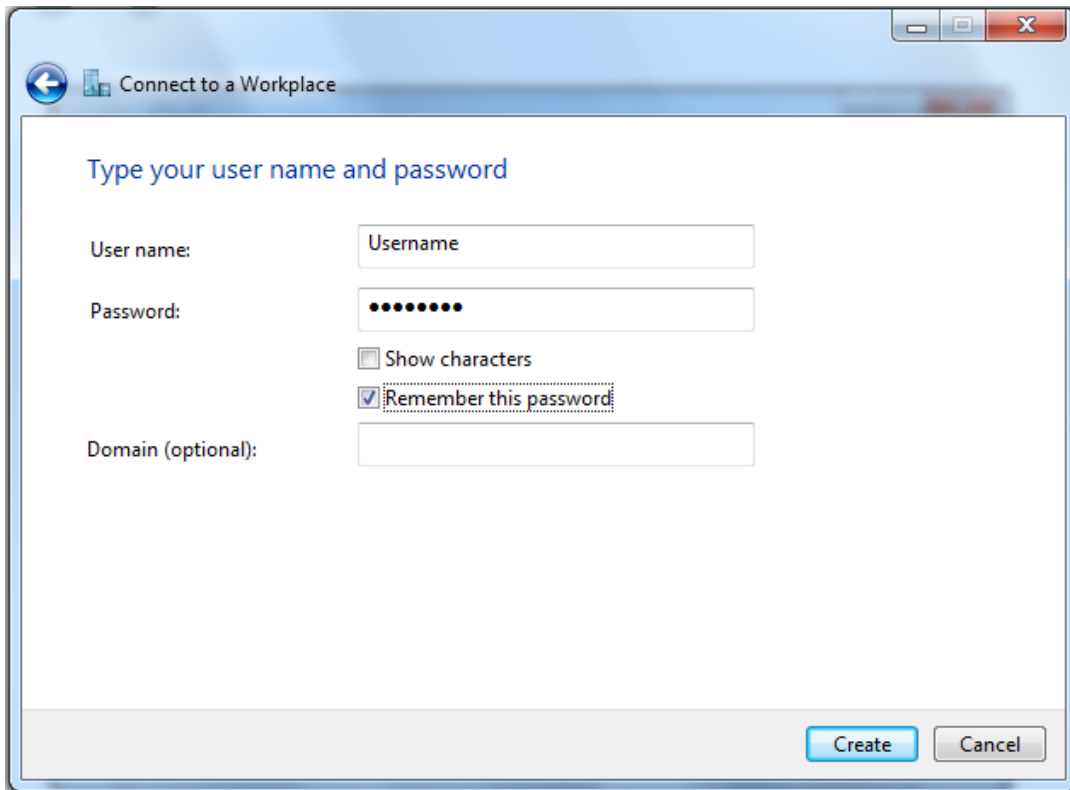 Connect to a Workplace
Type your user name and password
User name:
Username
Password:
••••••••
Show characters
Remember this password
Domain (optional):
Create
Cancel